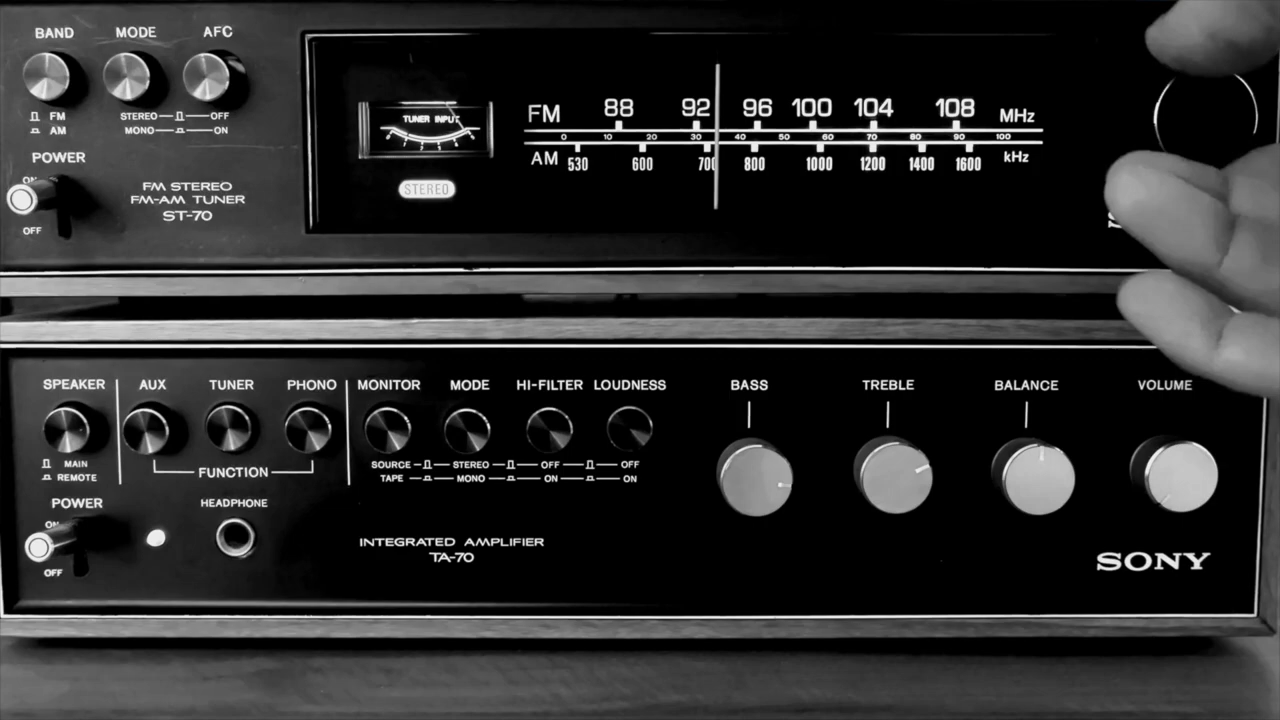 BAND MODE AFC
FM STEREO OFF
AM MONO ON
POWER
ON
OFF
FM STEREO
FM-AM TUNER
ST-70
TUNER INPUT
STEREO
FM 88 92 96 100 104 108 MHz
0 10 20 30 40 50 60 70 80 90 100
AM 530 600 700 800 1000 1200 1400 1600 kHz
SPEAKER AUX TUNER PHONO MONITOR MODE HI-FILTER LOUDNESS BASS TREBLE BALANCE VOLUME
MAIN
REMOTE
FUNCTION
SOURCE STEREO OFF OFF
TAPE MONO ON ON
POWER
ON
OFF
HEADPHONE
INTEGRATED AMPLIFIER
TA-70
SONY